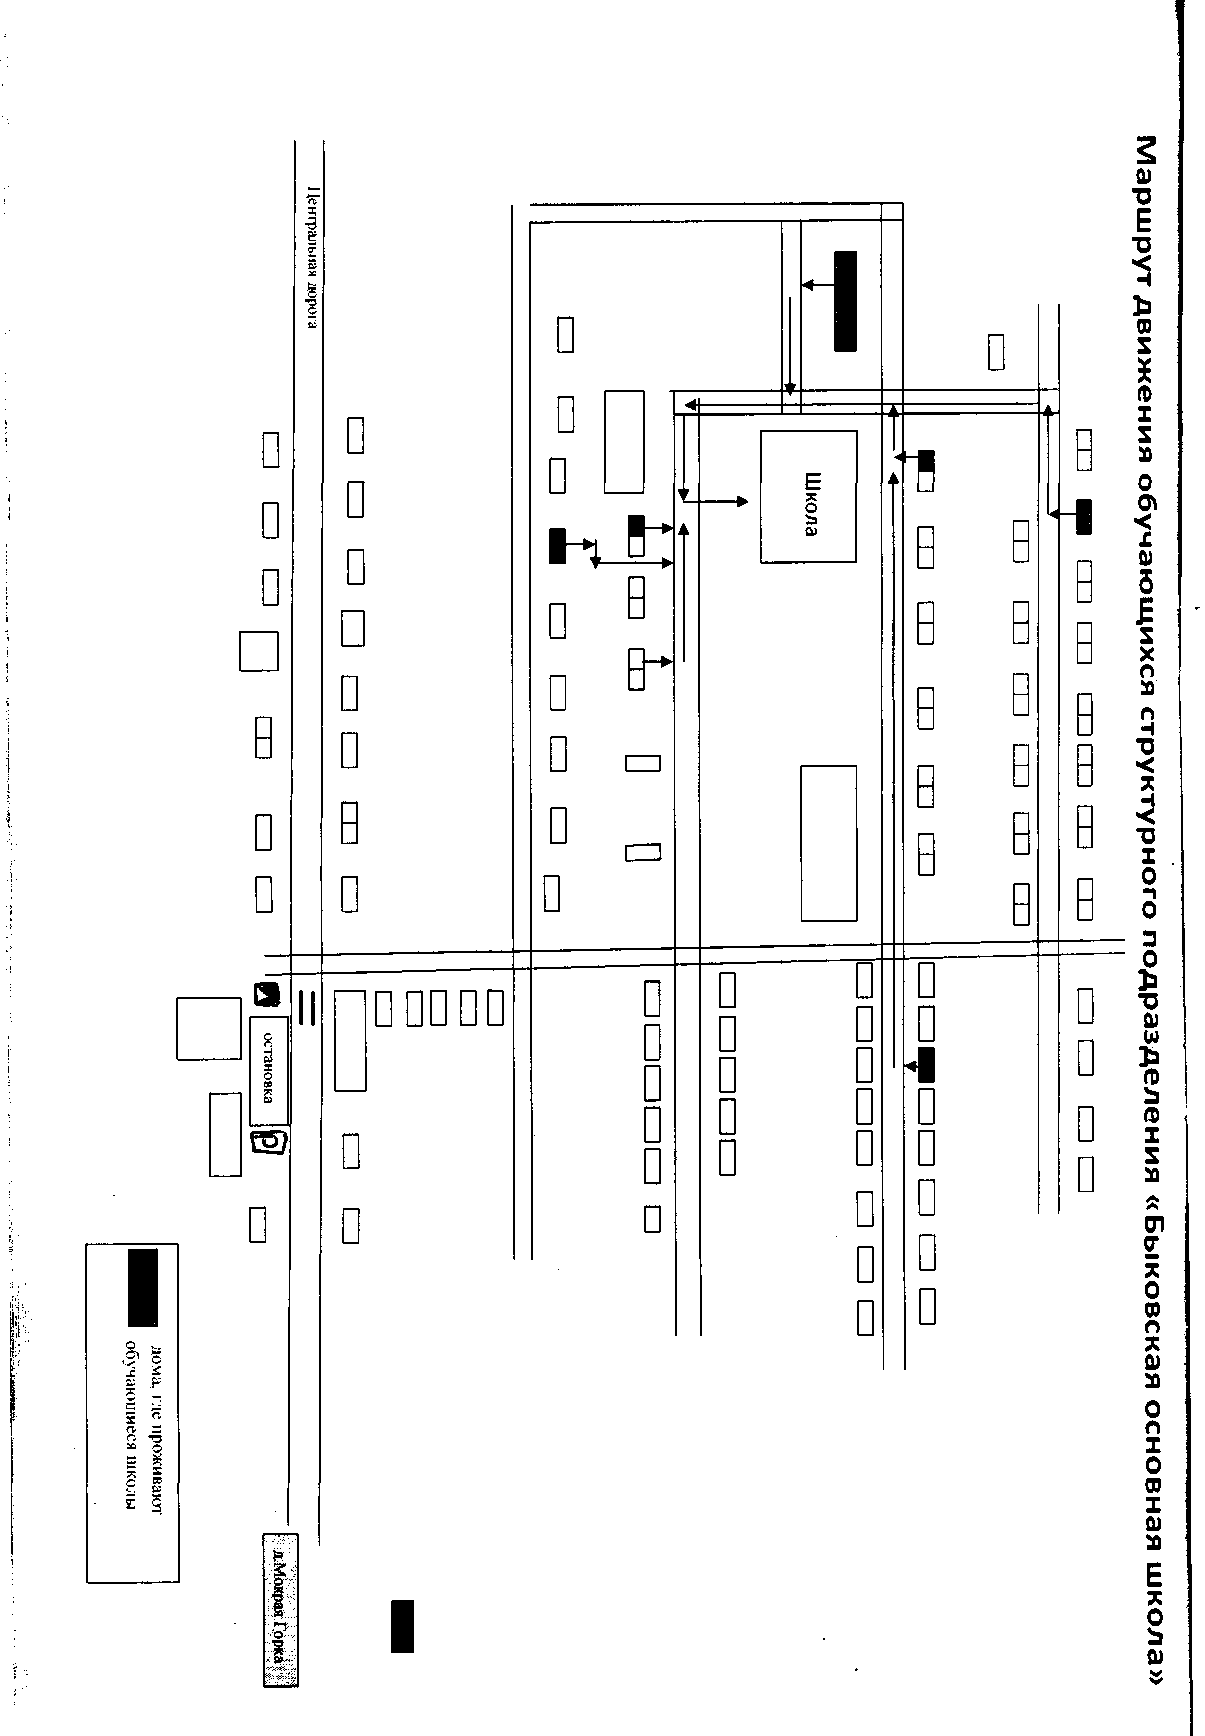 Маршрут движения обучающихся структурного подразделения «Быковская основная школа»
Школа
Центральная дорога
остановка
д.Мокрая Горка
дома, где проживают
обучающиеся школы